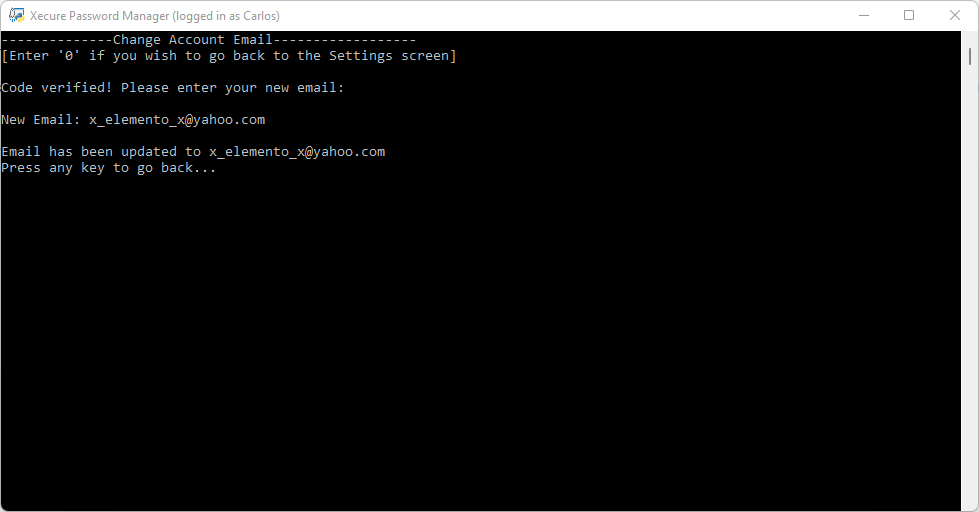 Xecure Password Manager (logged in as Carlos)
--------------Change Account Email------------------
[Enter '0' if you wish to go back to the Settings screen]
Code verified! Please enter your new email:
New Email: x_elemento_x@yahoo.com
Email has been updated to x_elemento_x@yahoo.com
Press any key to go back...